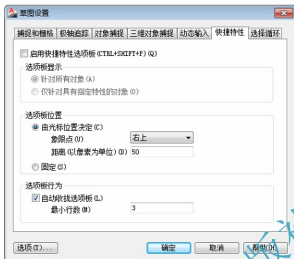 草图设置
捕捉和栅格 极轴追踪 对象捕捉 三维对象捕捉 动态输入 快捷特性 选择循环
启用快捷特性选项板(CTRL+SHIFT+P)(Q)
选项板显示
针对所有对象(A)
仅针对具有指定特性的对象(O)
选项板位置
由光标位置决定(C)
象限点(U) 右上
距离(以像素为单位)(D) 50
固定(S)
选项板行为
自动收拢选项板(L)
最小行数(M) 3
选项(T)... 确定 取消 帮助(H)